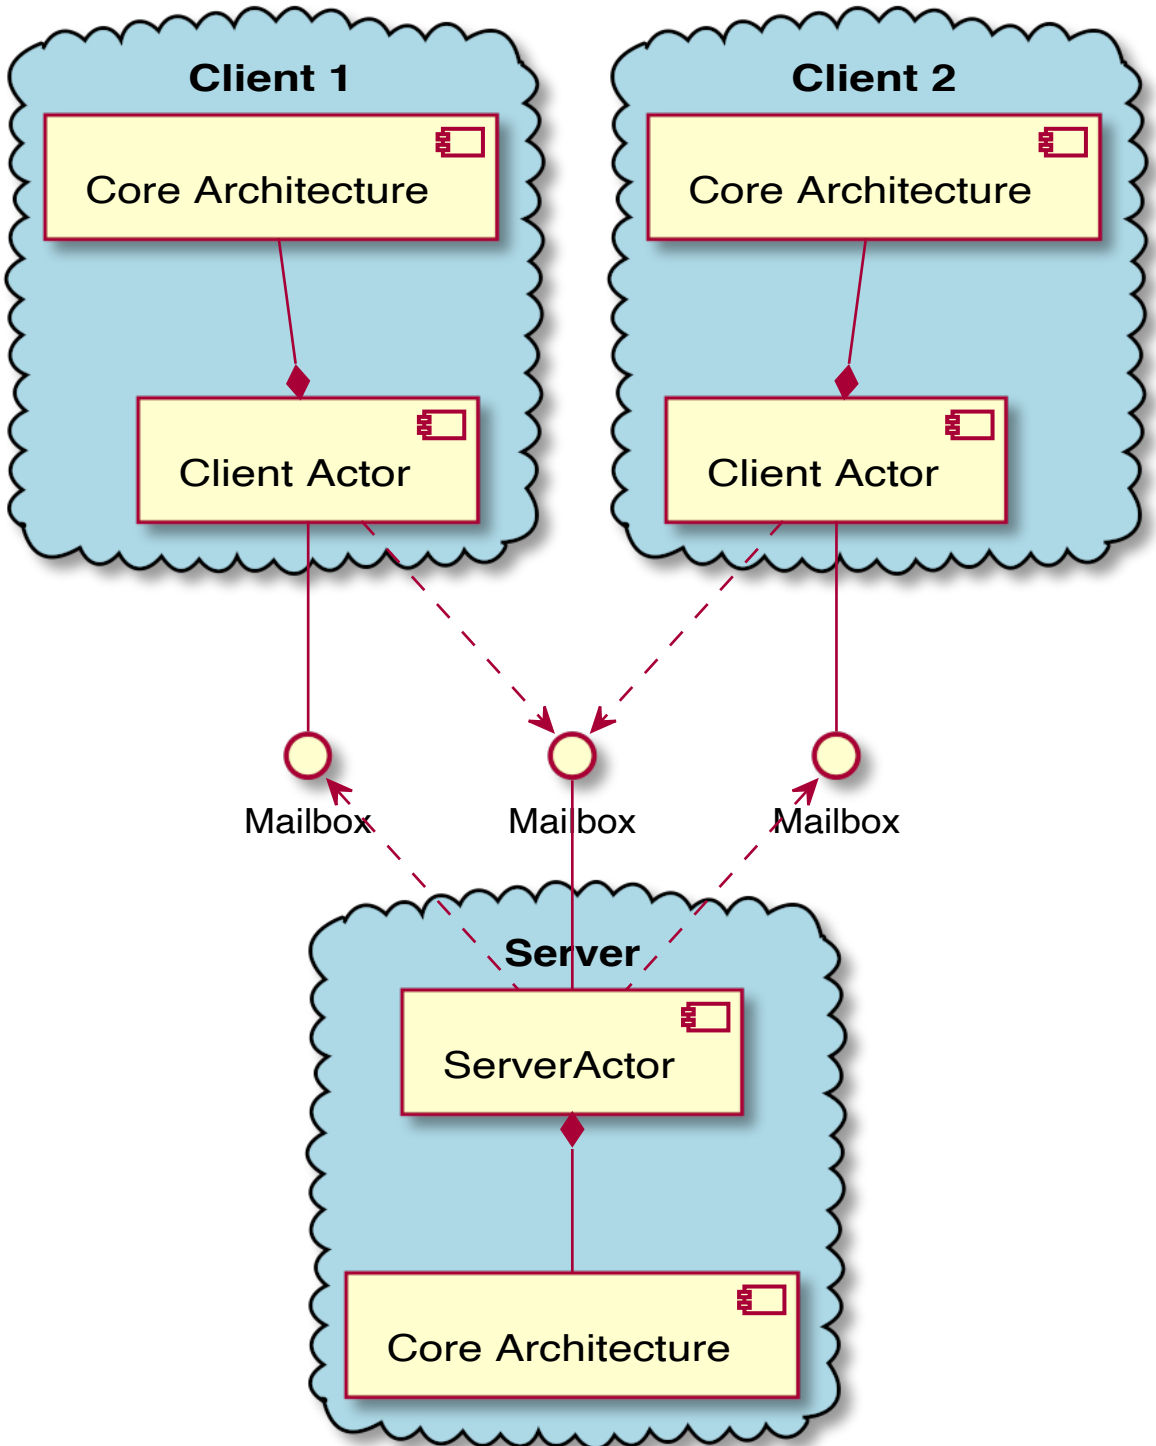 Client 1
Client 2
Core Architecture
Core Architecture
Client Actor
Client Actor
Mailbox
Mailbox
Mailbox
Server
ServerActor
Core Architecture